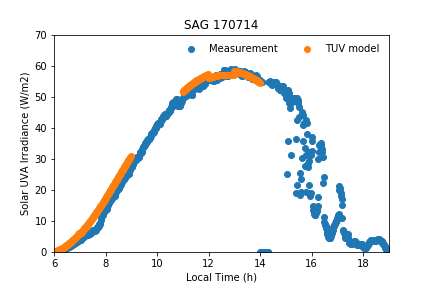 SAG 170714
Measurement TUV model
Solar UVA Irradiance (W/m2)
70
60
50
40
30
20
10
0
6 8 10 12 14 16 18
Local Time (h)